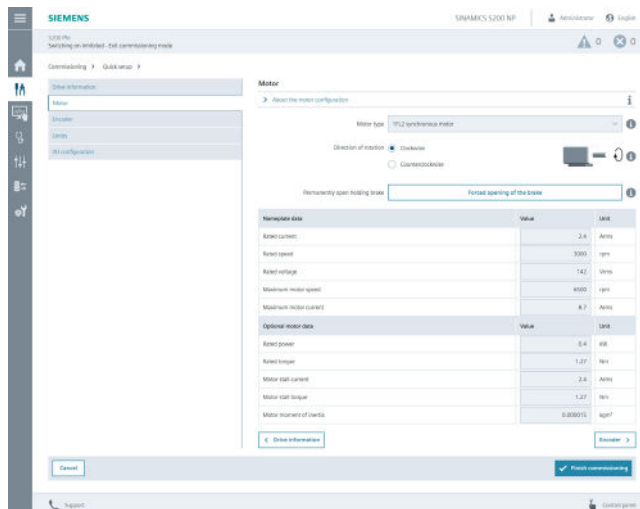 SIEMENS
SINAMICS S200 NP
Administrator
English
S200 PN
Switching on inhibited - Exit commissioning mode
0
0
Commissioning > Quick setup >
Drive information
Motor
Encoder
Limits
I/O configuration
Motor
> About the motor configuration
Motor type 1FL2 synchronous motor
Direction of rotation Clockwise
Counterclockwise
Permanently open holding brake Forced opening of the brake
Nameplate data Value Unit
Rated current 2.4 Arms
Rated speed 3000 rpm
Rated voltage 142 Vrms
Maximum motor speed 6500 rpm
Maximum motor current 8.7 Arms
Optional motor data Value Unit
Rated power 0.4 kW
Rated torque 1.27 Nm
Motor stall current Arms
Motor stall torque 1.27 Nm
Motor moment of inertia kgm²
< Drive information
Encoder >
Cancel
Finish commissioning
Support
Control panel